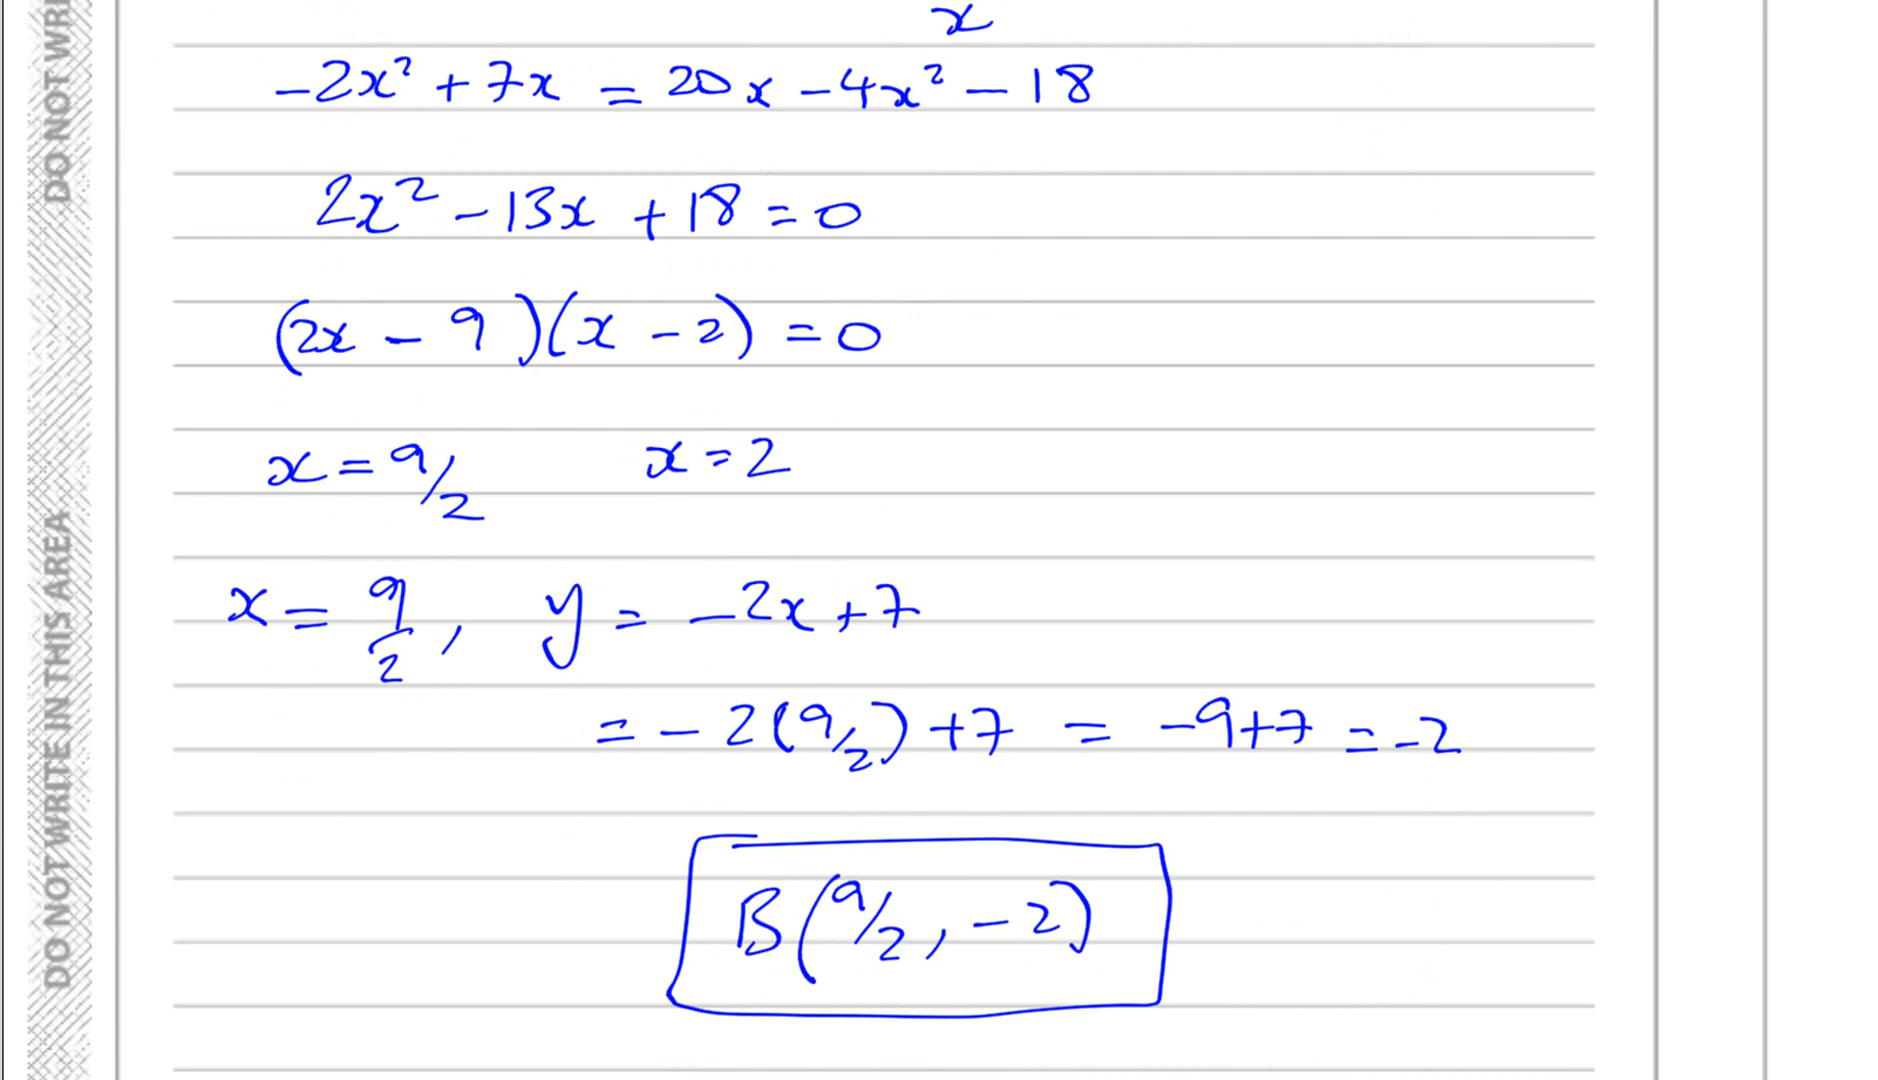 x
-2x² + 7x = 20x - 4x² - 18
2x² - 13x + 18 = 0
(2x - 9)(x - 2) = 0
x = 9/2 x = 2
x = 9/2, y = -2x + 7
= -2(9/2) + 7 = -9 + 7 = -2
B(9/2, -2)
DO NOT WRI
DO NOT WRITE IN THIS AREA